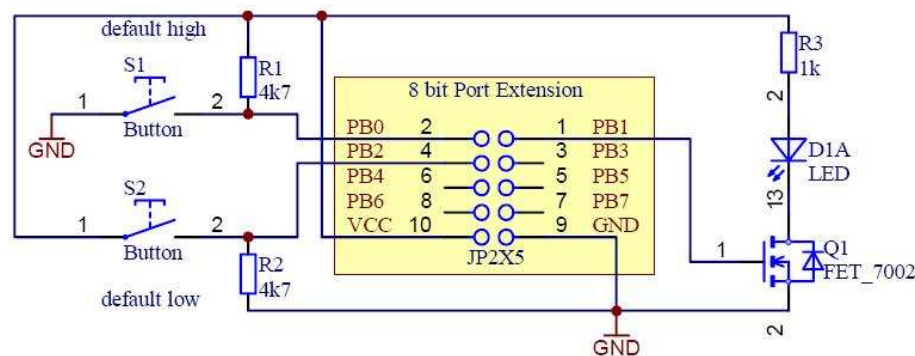 default high
S1
1
2
Button
GND
R1
4k7
8 bit Port Extension
PB0 2 1 PB1
PB2 4 3 PB3
PB4 6 5 PB5
PB6 8 7 PB7
VCC 10 9 GND
JP2X5
S2
1
2
Button
default low
R2
4k7
GND
R3
1k
2
D1A
LED
13
1
Q1
FET_7002
2